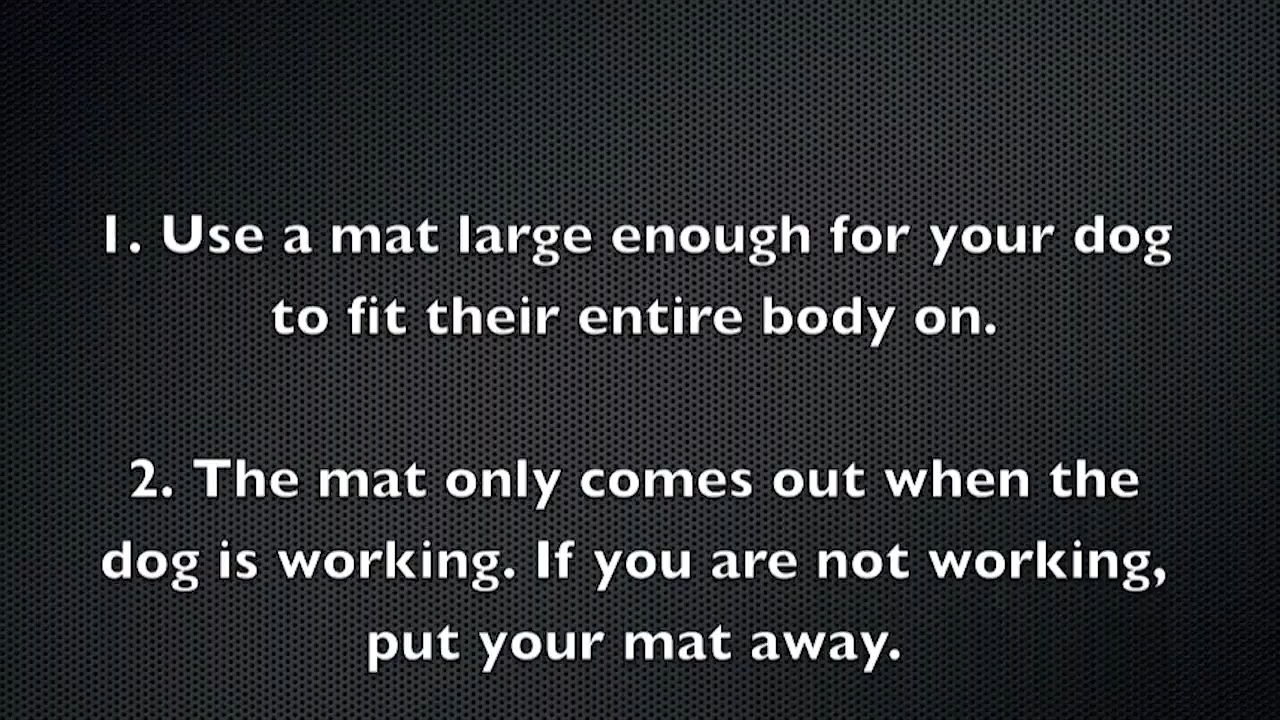 1. Use a mat large enough for your dog
to fit their entire body on.
2. The mat only comes out when the
dog is working. If you are not working,
put your mat away.